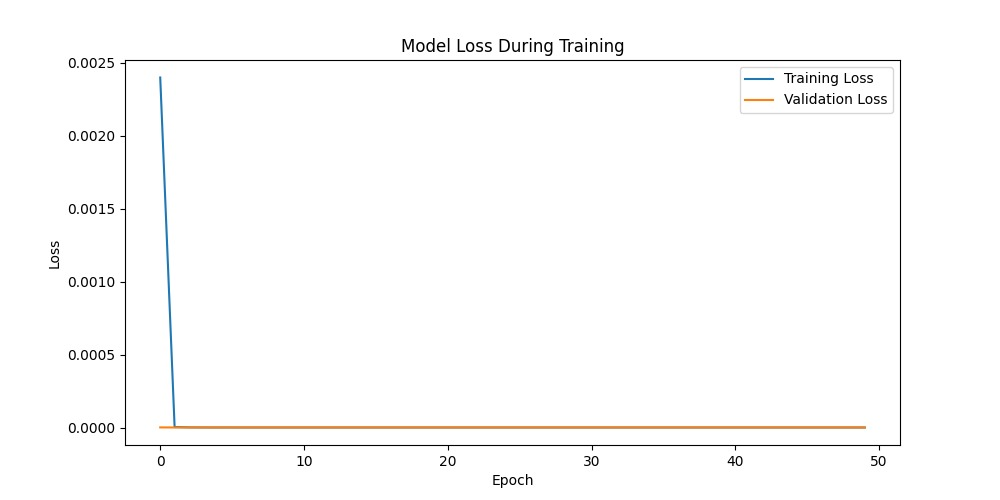 Model Loss During Training
Training Loss
Validation Loss
0.0025
0.0020
0.0015
0.0010
0.0005
0.0000
Loss
0 10 20 30 40 50
Epoch